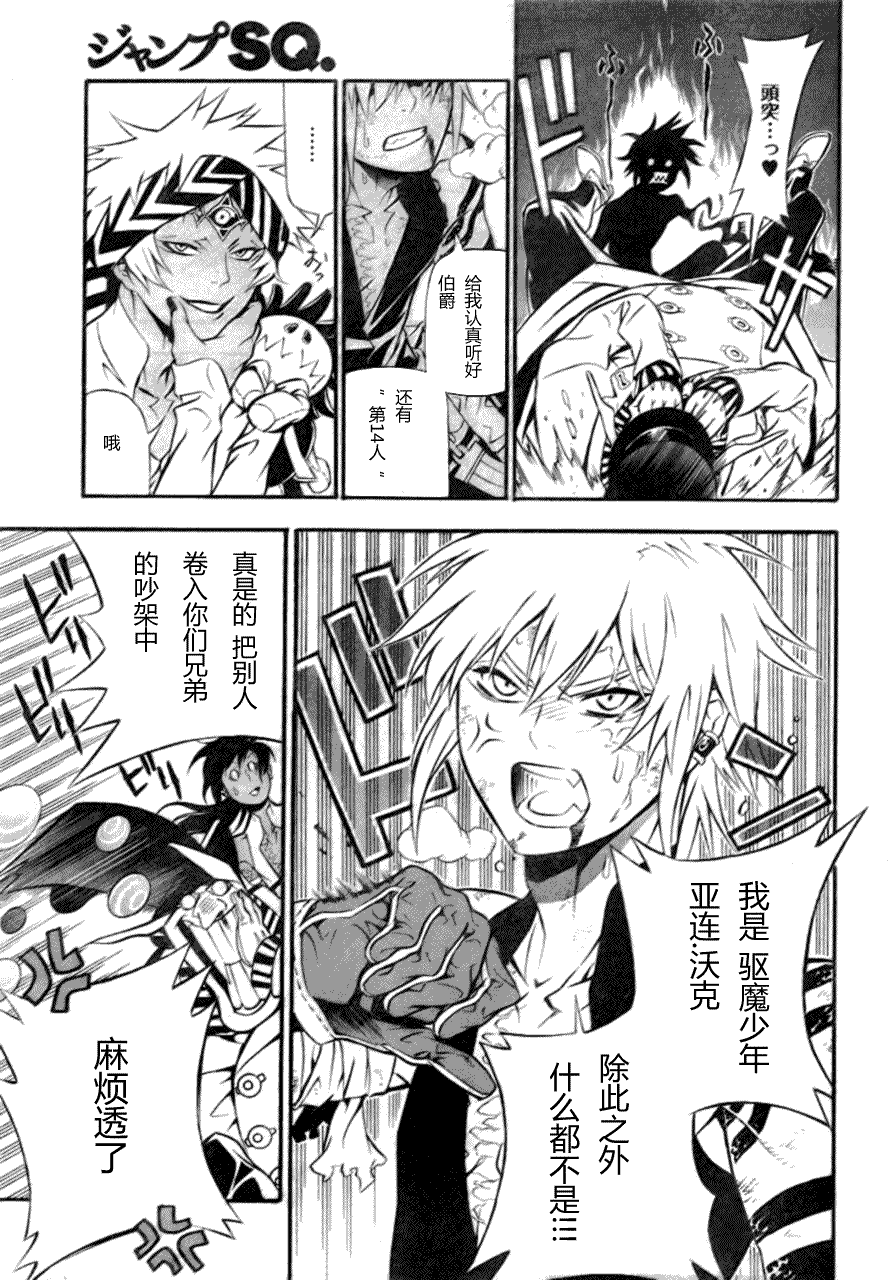 ジャンプSQ.
頭突…っ♥
ふ
ふ
ドド
给我认真听好
伯爵
还有
“第14人”
……
哦
我是 驱魔少年
亚连·沃克
除此之外
什么都不是!!!
真是的 把别人
卷入你们兄弟
的吵架中
ビビビ
麻烦透了